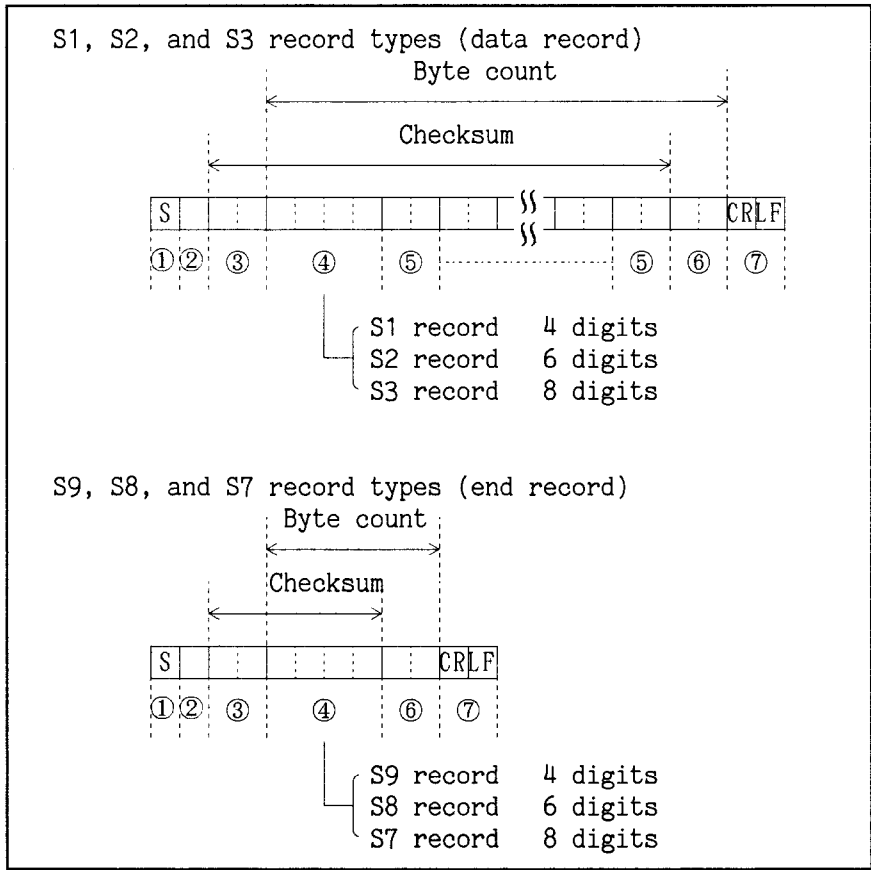 S1, S2, and S3 record types (data record)
Byte count
Checksum
S CR LF
① ② ③ ④ ⑤ ⑤ ⑥ ⑦
S1 record 4 digits
S2 record 6 digits
S3 record 8 digits
S9, S8, and S7 record types (end record)
Byte count
Checksum
S CR LF
① ② ③ ④ ⑥ ⑦
S9 record 4 digits
S8 record 6 digits
S7 record 8 digits